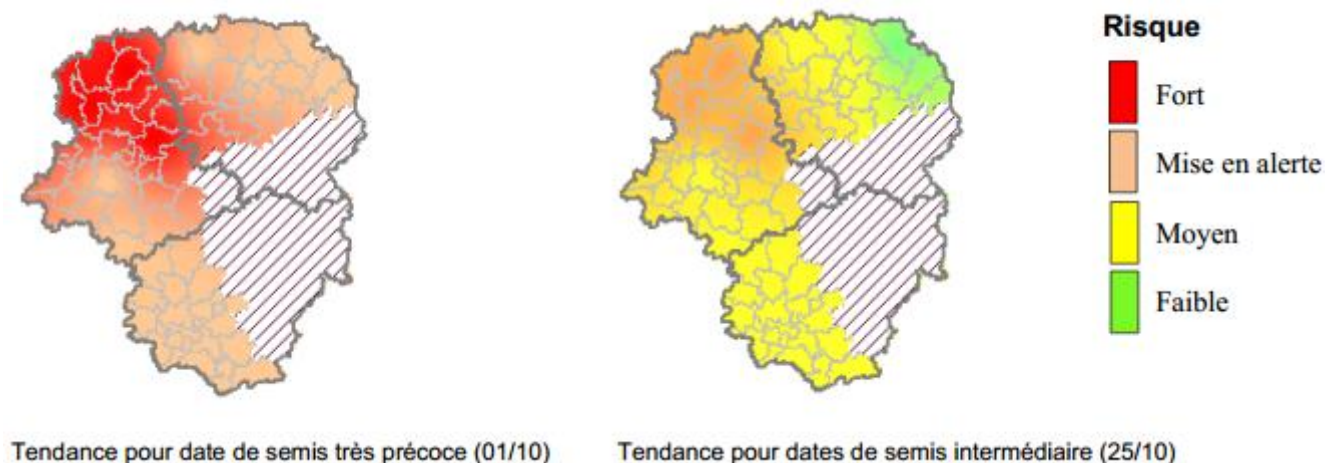 Risque
Fort
Mise en alerte
Moyen
Faible
Tendance pour date de semis très précoce (01/10)
Tendance pour dates de semis intermédiaire (25/10)